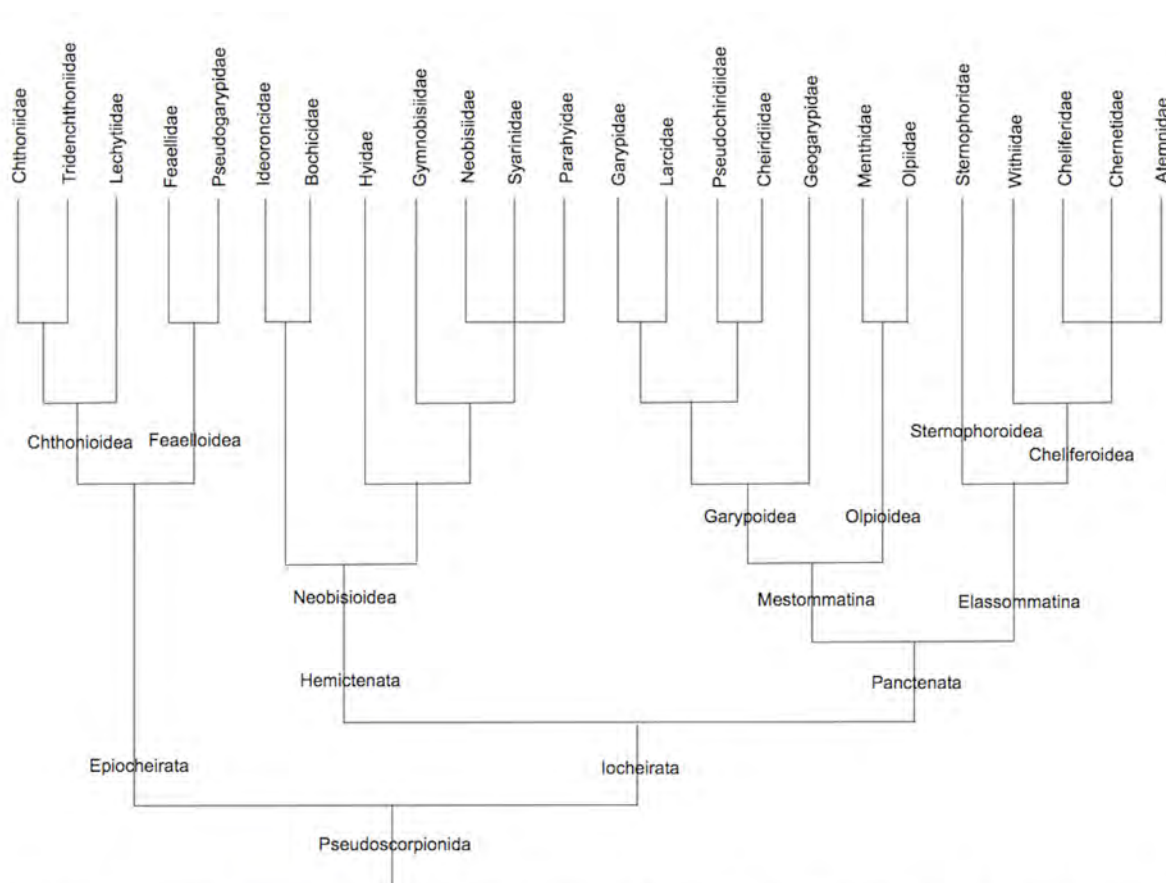 Chthoniidae
Tridenchthoniidae
Lechytiidae
Feaellidae
Pseudogarypidae
Ideoroncidae
Bochicidae
Hyidae
Gymnobisiidae
Neobisiidae
Syarinidae
Parahyidae
Garypidae
Larcidae
Pseudochiridiidae
Cheiridiidae
Geogarypidae
Menthidae
Olpiidae
Sternophoridae
Withiidae
Cheliferidae
Chernetidae
Atemnidae
Chthonioidea
Feaelloidea
Sternophoroidea
Cheliferoidea
Garypoidea
Olpioidea
Neobisioidea
Mestommatina
Elassommatina
Hemictenata
Panctenata
Epiocheirata
Iocheirata
Pseudoscorpionida